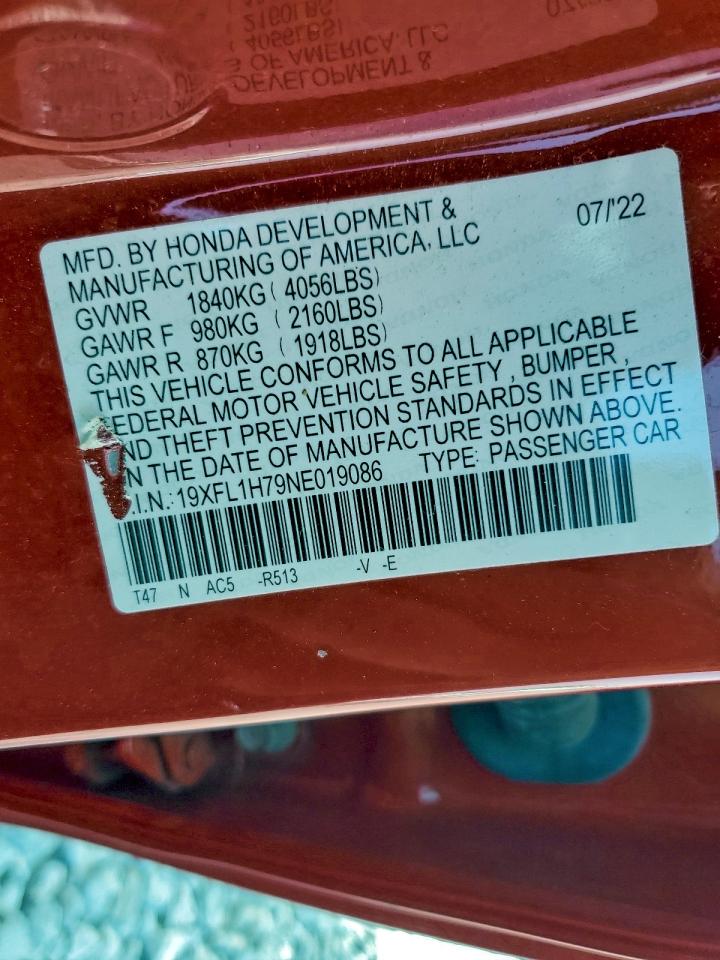 MFD. BY HONDA DEVELOPMENT & 07/'22
MANUFACTURING OF AMERICA, LLC
GVWR 1840KG ( 4056LBS)
GAWR F 980KG ( 2160LBS)
GAWR R 870KG ( 1918LBS)
THIS VEHICLE CONFORMS TO ALL APPLICABLE
FEDERAL MOTOR VEHICLE SAFETY , BUMPER ,
ND THEFT PREVENTION STANDARDS IN EFFECT
N THE DATE OF MANUFACTURE SHOWN ABOVE.
.I.N.: 19XFL1H79NE019086 TYPE: PASSENGER CAR
T47 N AC5 -R513 -V -E